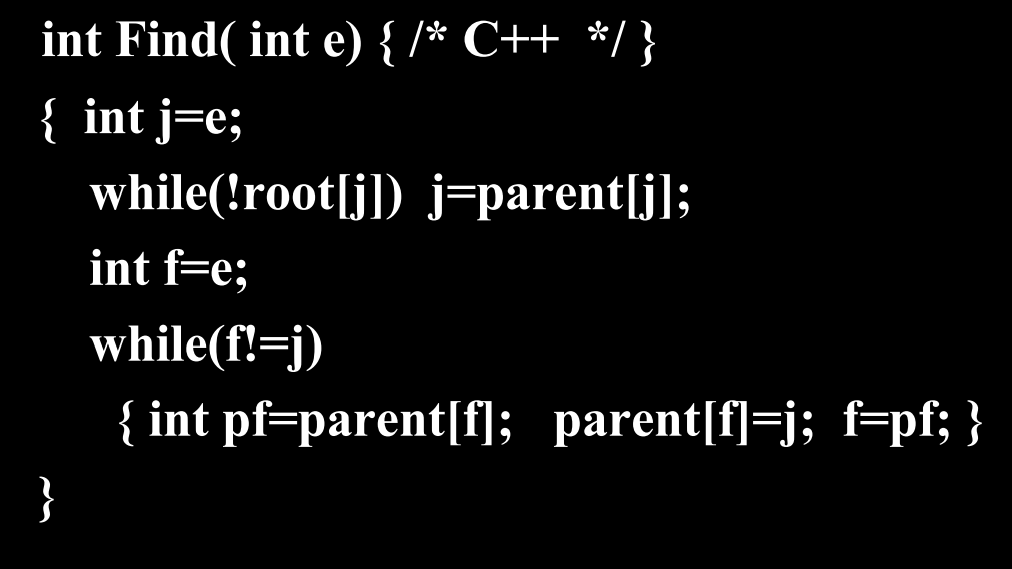 int Find( int e) { /* C++  */ }
{  int j=e;
while(!root[j])  j=parent[j];
int f=e;
while(f!=j)
{ int pf=parent[f];   parent[f]=j;  f=pf; }
}